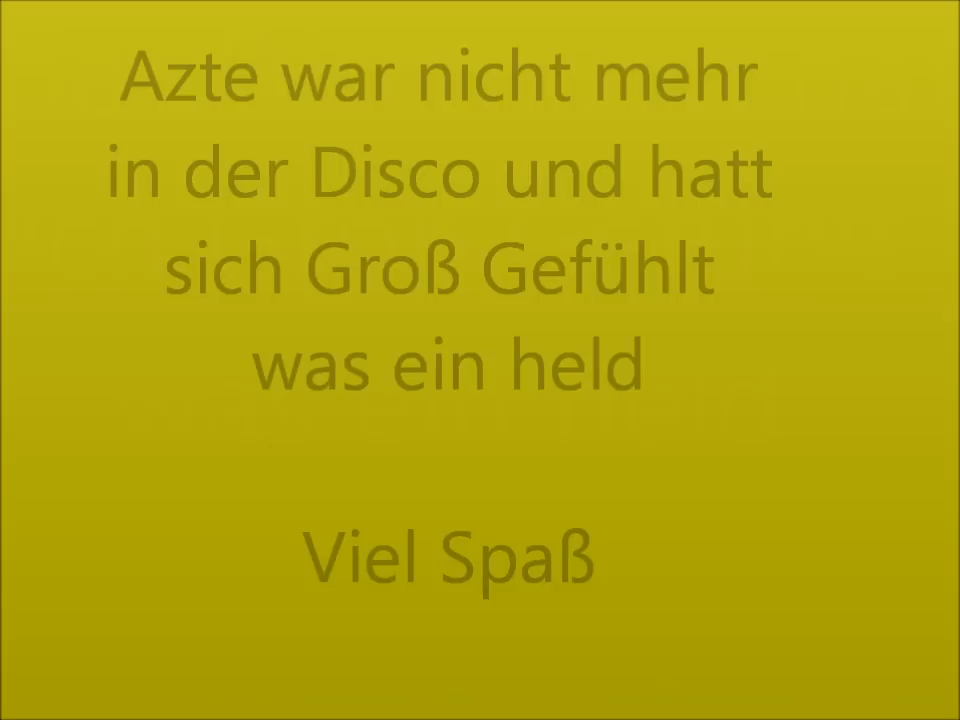 Azte war nicht mehr
in der Disco und hatt
sich Groß Gefühlt
was ein held
Viel Spaß